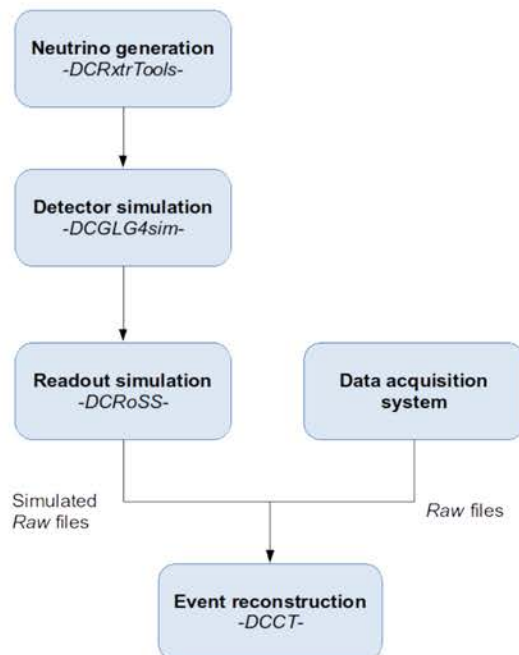 Neutrino generation
-DCRxtrTools-
Detector simulation
-DCGLG4sim-
Readout simulation
-DCRoSS-
Data acquisition
system
Simulated
Raw files
Raw files
Event reconstruction
-DCCT-